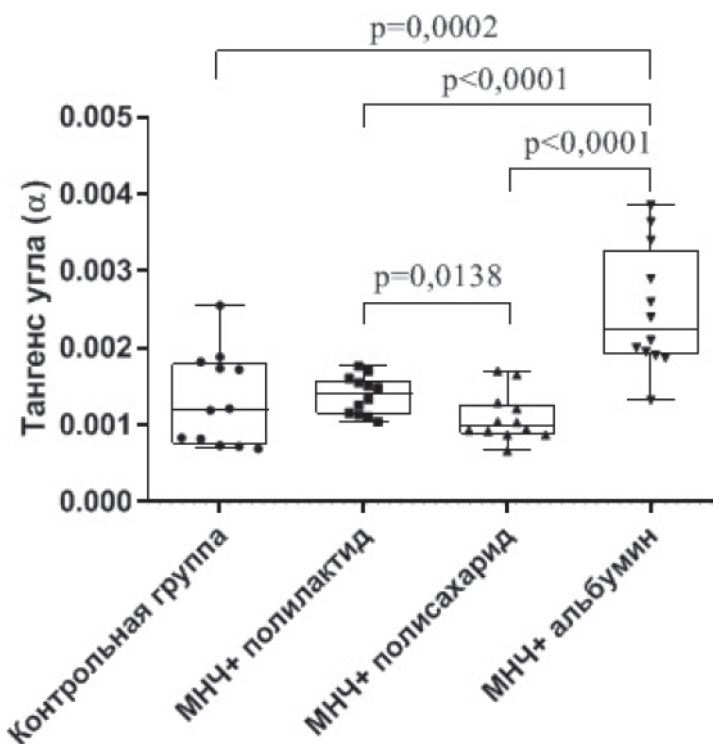 p=0,0002
p<0,0001
p<0,0001
p=0,0138
Тангенс угла (α)
0.005
0.004
0.003
0.002
0.001
0.000
Контрольная группа
МНЧ+ полилактид
МНЧ+ полисахарид
МНЧ+ альбумин